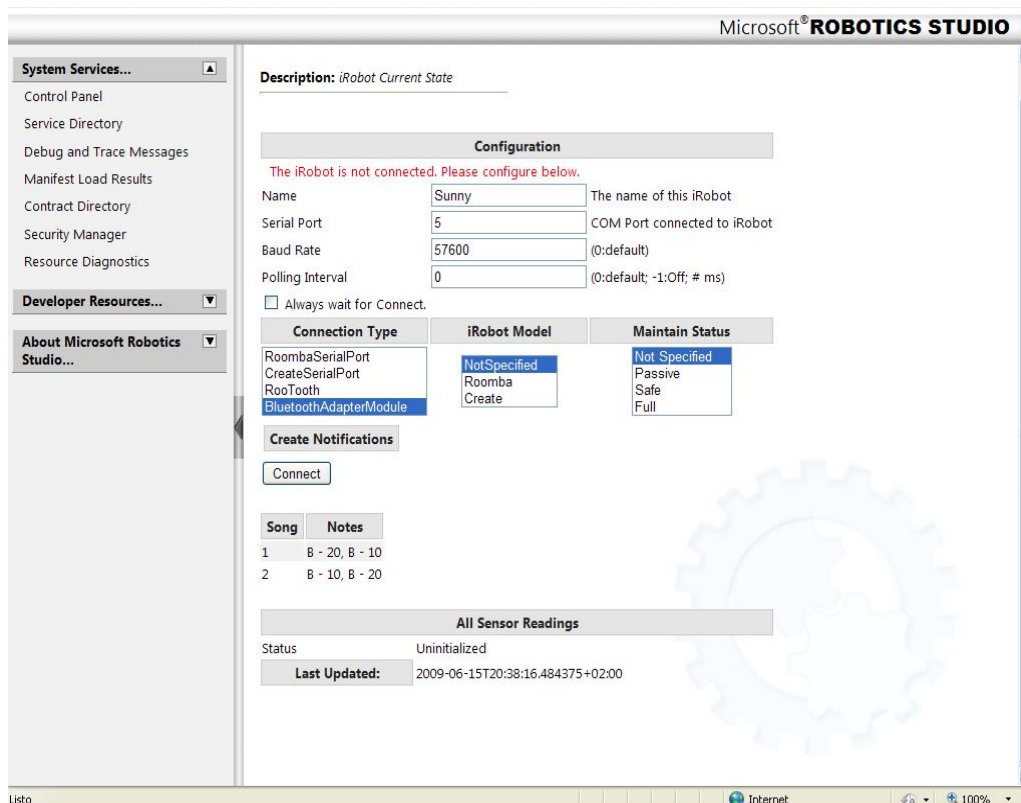 Microsoft® ROBOTICS STUDIO
System Services...
Control Panel
Service Directory
Debug and Trace Messages
Manifest Load Results
Contract Directory
Security Manager
Resource Diagnostics
Developer Resources...
About Microsoft Robotics
Studio...
Description: iRobot Current State
Configuration
The iRobot is not connected. Please configure below.
Name Sunny The name of this iRobot
Serial Port 5 COM Port connected to iRobot
Baud Rate 57600 (0:default)
Polling Interval 0 (0:default; -1:Off; # ms)
Always wait for Connect.
Connection Type iRobot Model Maintain Status
RoombaSerialPort NotSpecified Not Specified
CreateSerialPort Roomba Passive
RooTooth Create Safe
BluetoothAdapterModule Full
Create Notifications
Connect
Song Notes
1 B - 20, B - 10
2 B - 10, B - 20
All Sensor Readings
Status Uninitialized
Last Updated: 2009-06-15T20:38:16.484375+02:00
Listo Internet 100%